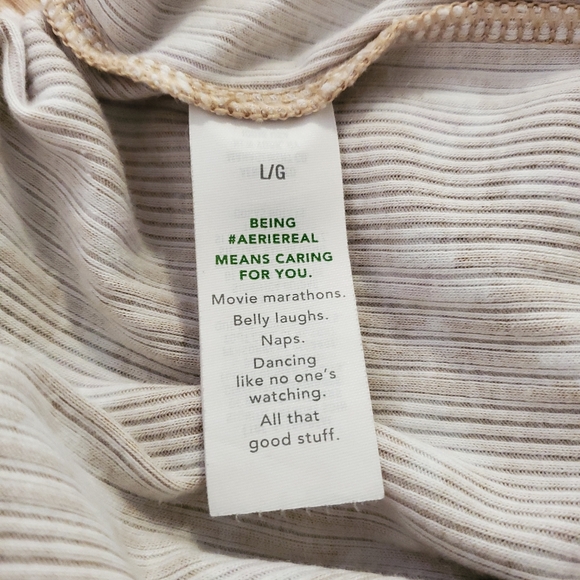 L/G
BEING
#AERIEREAL
MEANS CARING
FOR YOU.
Movie marathons.
Belly laughs.
Naps.
Dancing
like no one's
watching.
All that
good stuff.